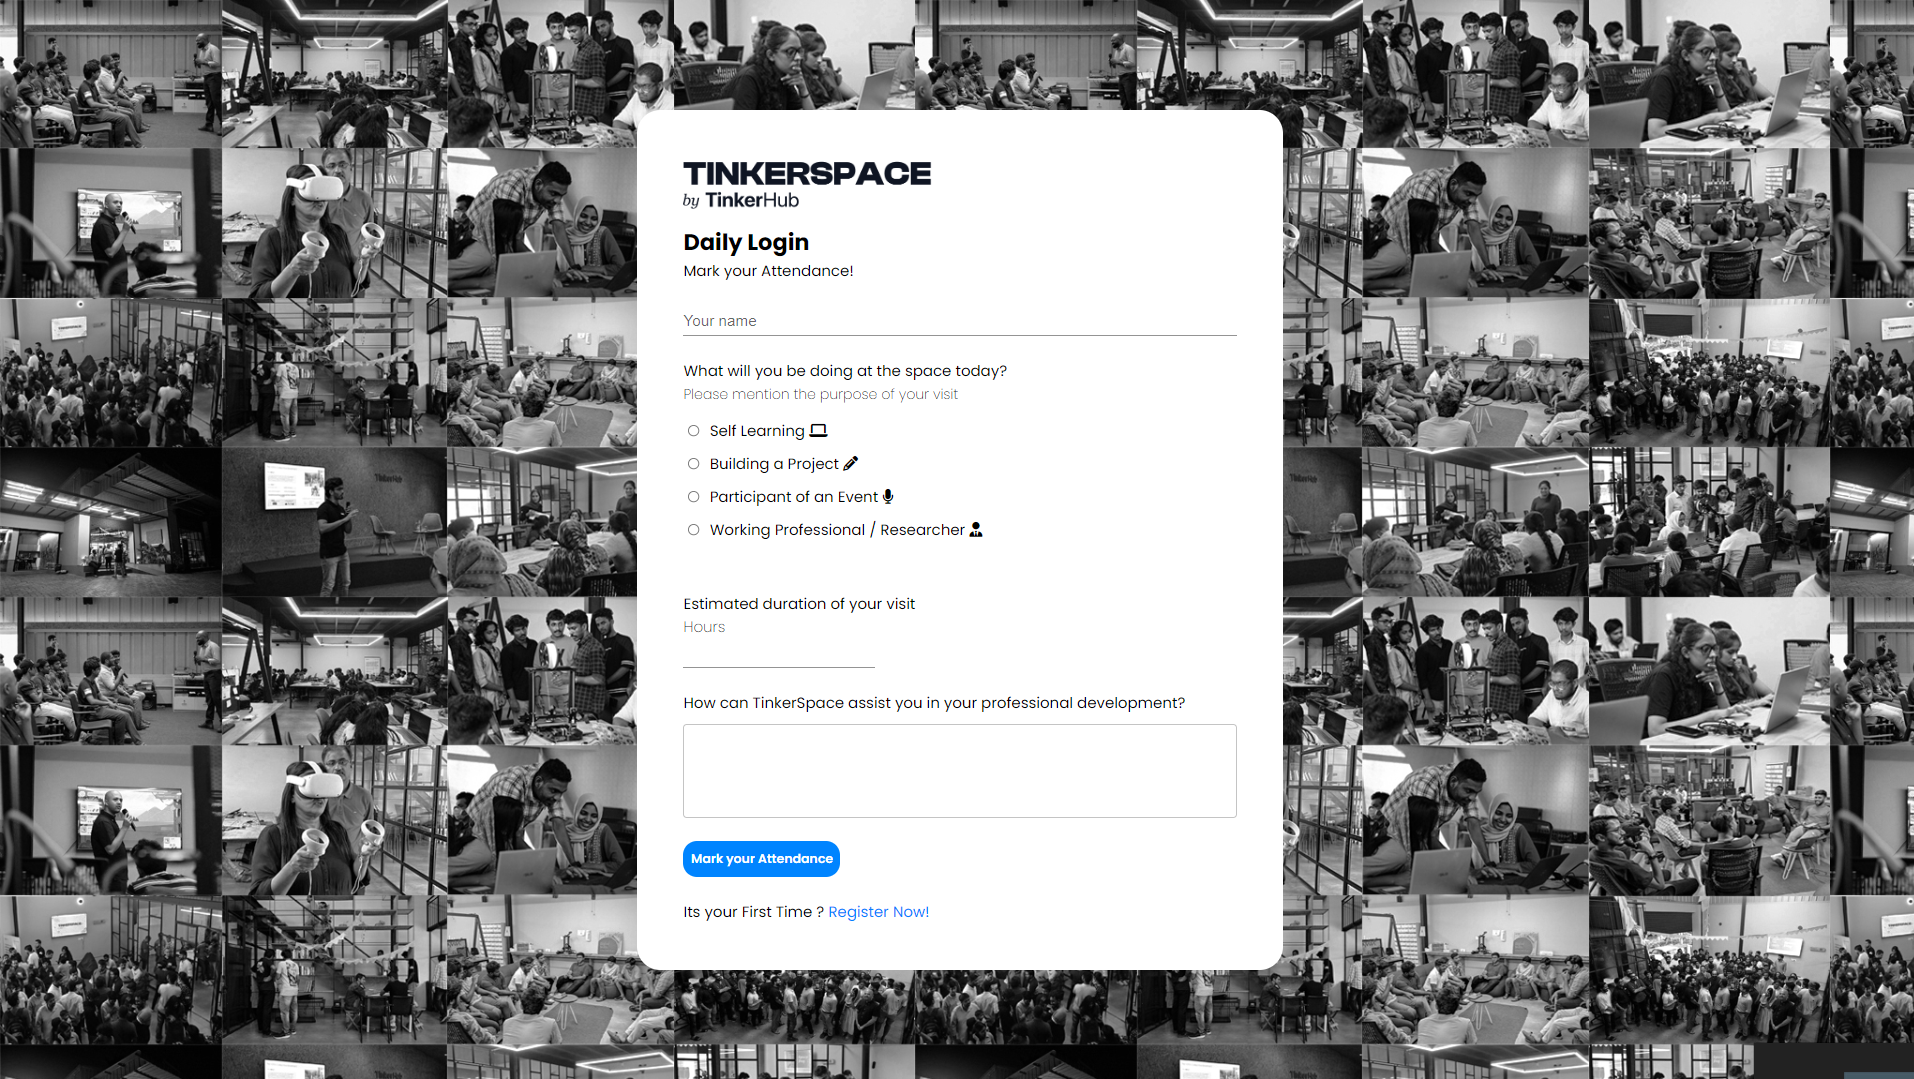 TINKERSPACE
by TinkerHub
Daily Login
Mark your Attendance!
Your name
What will you be doing at the space today?
Please mention the purpose of your visit
Self Learning
Building a Project
Participant of an Event
Working Professional / Researcher
Estimated duration of your visit
Hours
How can TinkerSpace assist you in your professional development?
Mark your Attendance
Its your First Time ? Register Now!